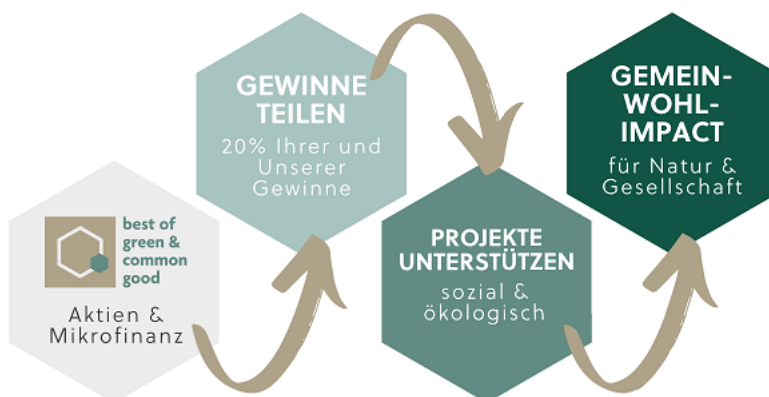 best of
green &
common
good
Aktien &
Mikrofinanz
GEWINNE
TEILEN
20% Ihrer und
Unserer
Gewinne
PROJEKTE
UNTERSTÜTZEN
sozial &
ökologisch
GEMEIN-
WOHL-
IMPACT
für Natur &
Gesellschaft